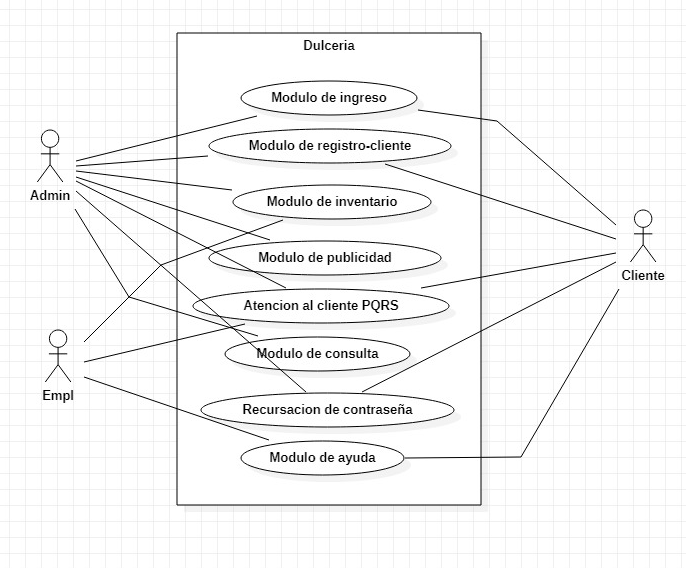 Dulceria
Modulo de ingreso
Modulo de registro-cliente
Admin
Modulo de inventario
Modulo de publicidad
Cliente
Atencion al cliente PQRS
Modulo de consulta
Empl
Recursacion de contraseña
Modulo de ayuda